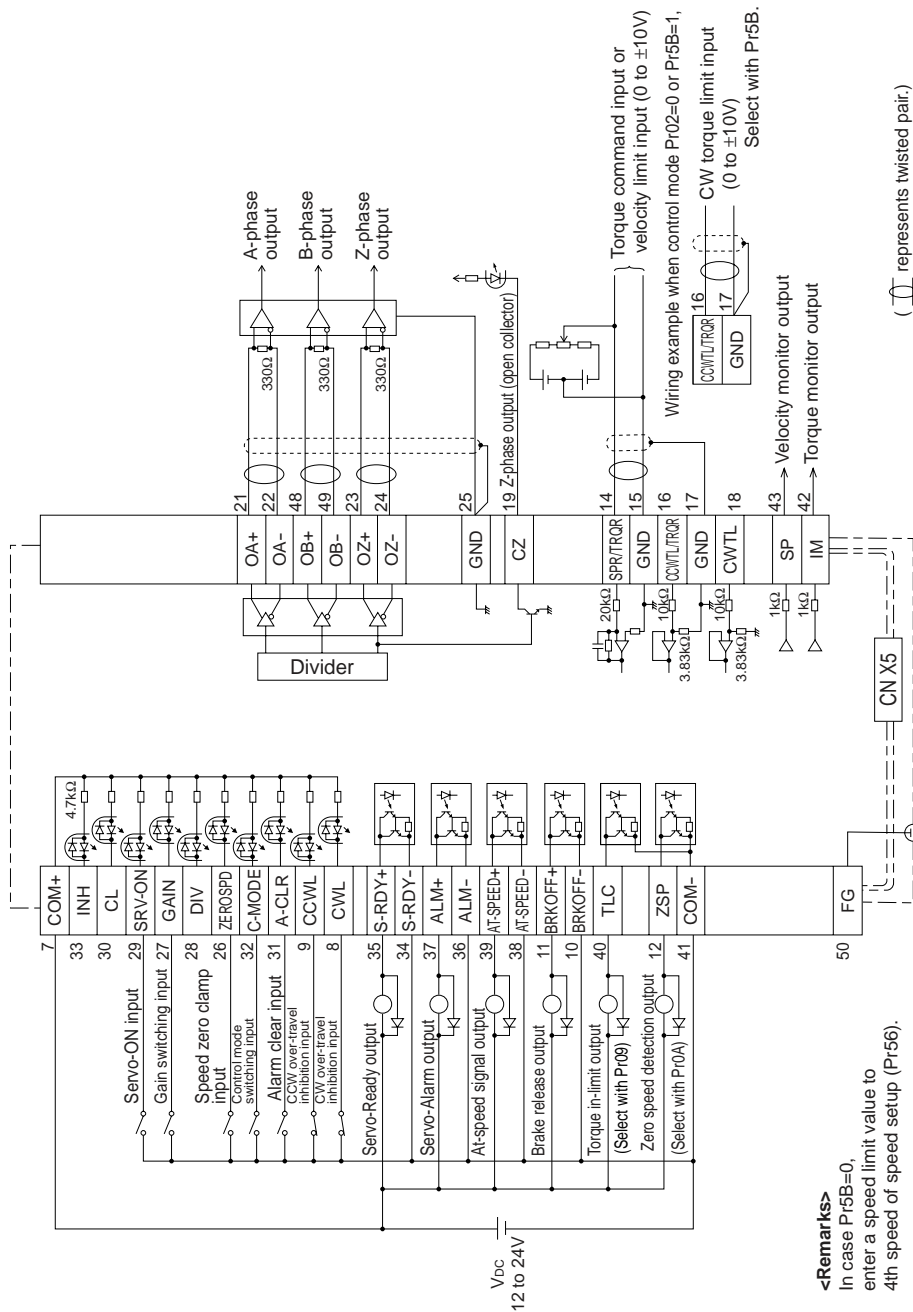 7 COM+
33 INH
30 CL
29 SRV-ON
27 GAIN
28 DIV
26 ZEROSPD
32 C-MODE
31 A-CLR
9 CCWL
8 CWL
35 S-RDY+
34 S-RDY−
37 ALM+
36 ALM−
39 AT-SPEED+
38 AT-SPEED−
11 BRKOFF+
10 BRKOFF−
40 TLC
12 ZSP
41 COM−
50 FG
4.7kΩ
Servo-ON input
Gain switching input
Speed zero clamp
input
Control mode
switching input
Alarm clear input
CCW over-travel
inhibition input
CW over-travel
inhibition input
Servo-Ready output
Servo-Alarm output
At-speed signal output
Brake release output
Torque in-limit output
(Select with Pr09)
Zero speed detection output
(Select with Pr0A)
VDC
12 to 24V
<Remarks>
In case Pr5B=0,
enter a speed limit value to
4th speed of speed setup (Pr56).
CN X5
Divider
OA+ 21
OA− 22
OB+ 48
OB− 49
OZ+ 23
OZ− 24
GND 25
CZ 19
SPR/TRQR 14
GND 15
CCWTL/TRQR 16
GND 17
CWTL 18
SP 43
IM 42
330Ω
330Ω
330Ω
A-phase
output
B-phase
output
Z-phase
output
Z-phase output (open collector)
20kΩ
10kΩ
3.83kΩ
10kΩ
3.83kΩ
1kΩ
1kΩ
Torque command input or
velocity limit input (0 to ±10V)
Wiring example when control mode Pr02=0 or Pr5B=1,
CCWTL/TRQR 16
GND 17
CW torque limit input
(0 to ±10V)
Select with Pr5B.
Velocity monitor output
Torque monitor output
( represents twisted pair.)